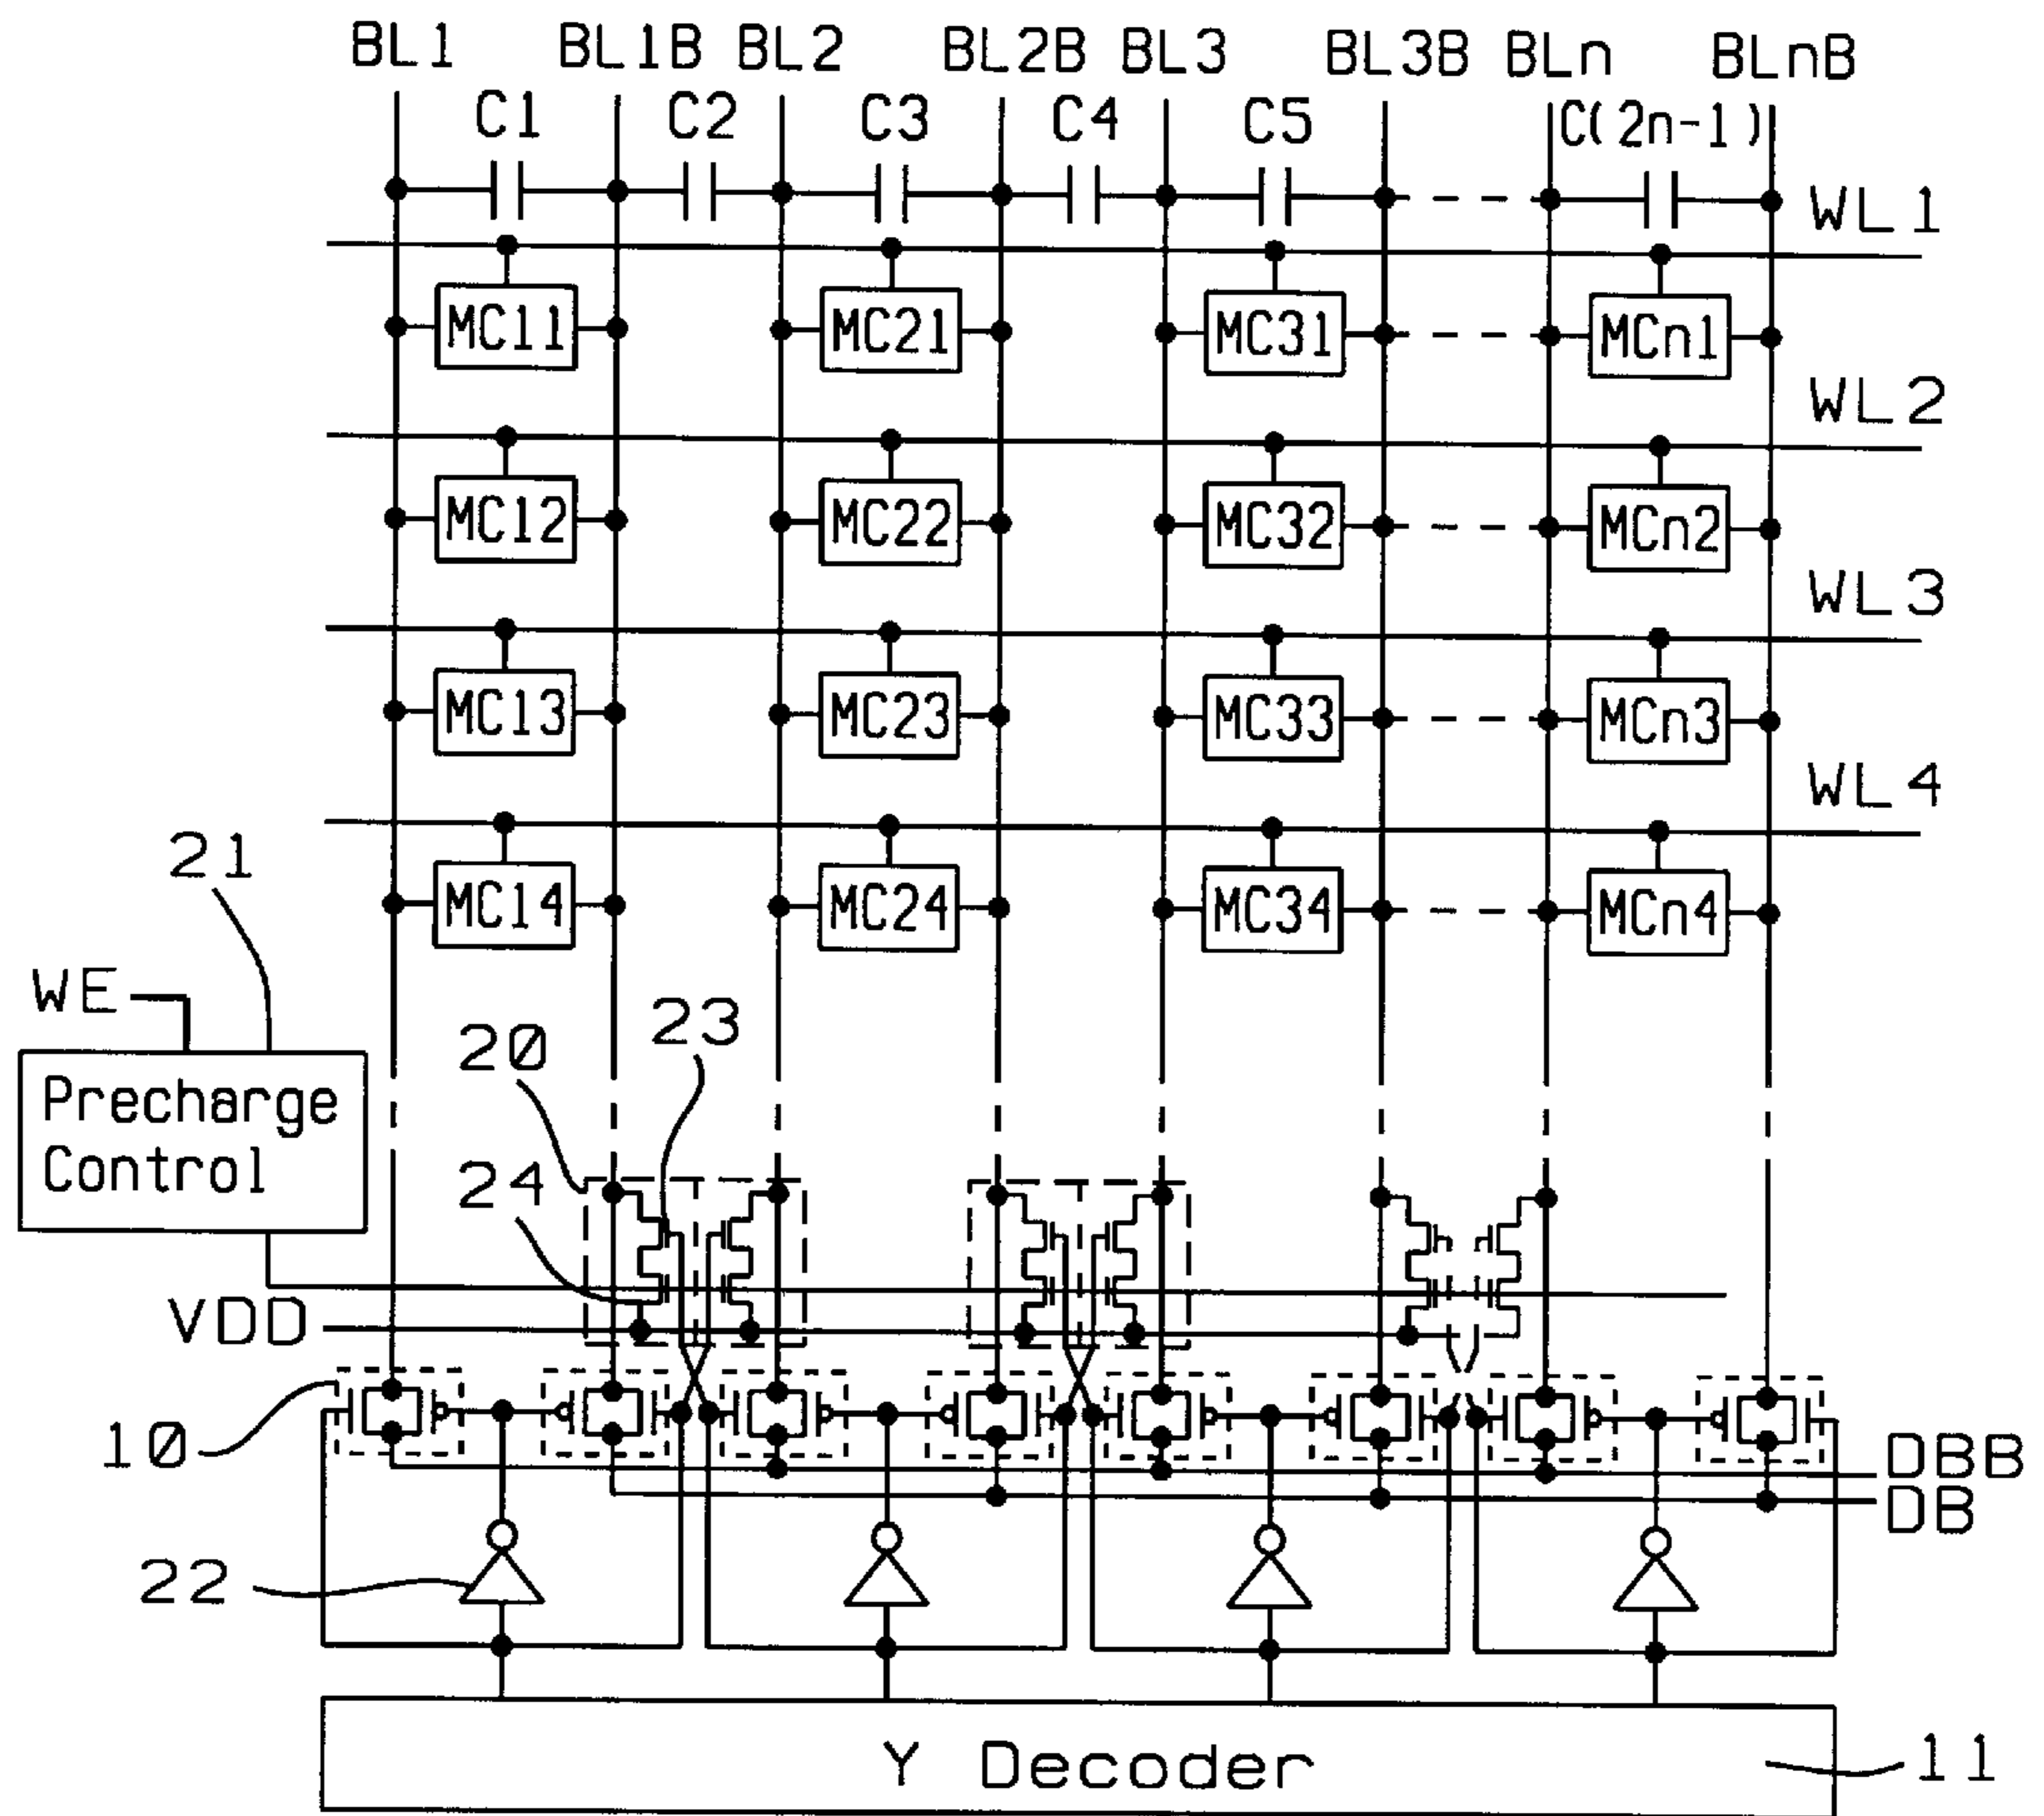 BL1 BL1B BL2 BL2B BL3 BL3B BLn BLnB
C1 C2 C3 C4 C5 C(2n-1)
WL1
MC11 MC21 MC31 MCn1
WL2
MC12 MC22 MC32 MCn2
WL3
MC13 MC23 MC33 MCn3
WL4
21
MC14 MC24 MC34 MCn4
WE
20 23
Precharge
Control
24
VDD
10
DBB
DB
22
Y Decoder
11